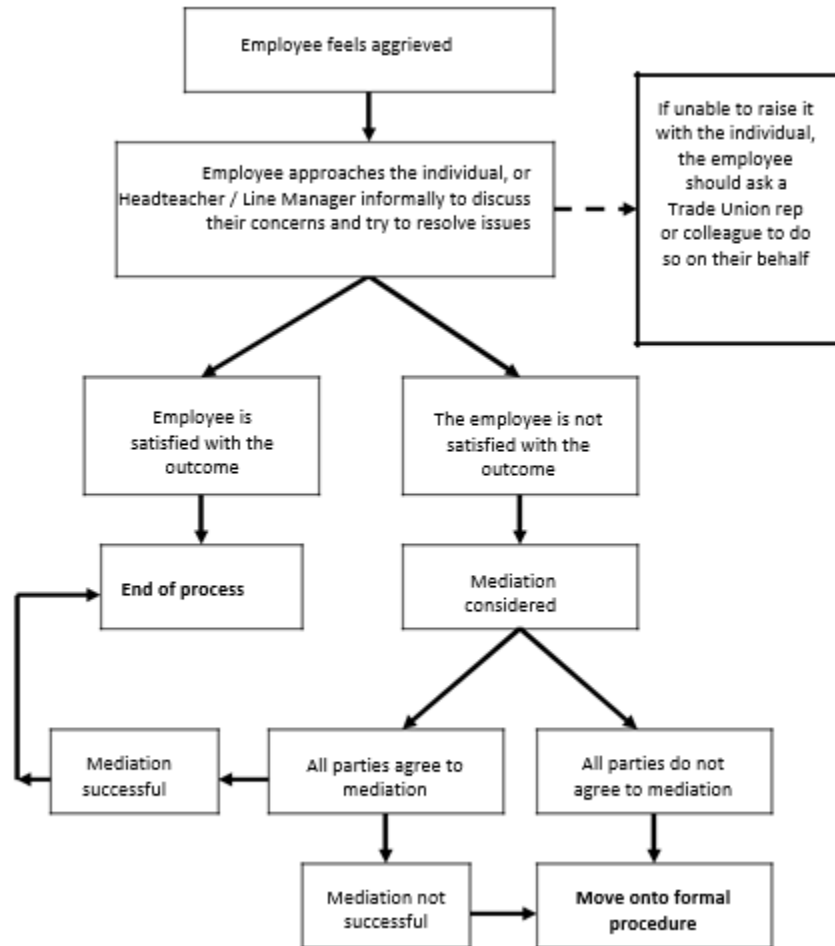 Employee feels aggrieved
If unable to raise it
with the individual,
the employee
should ask a
Trade Union rep
or colleague to do
so on their behalf
Employee approaches the individual, or
Headteacher / Line Manager informally to discuss
their concerns and try to resolve issues
Employee is
satisfied with the
outcome
The employee is not
satisfied with the
outcome
End of process
Mediation
considered
Mediation
successful
All parties agree to
mediation
All parties do not
agree to mediation
Mediation not
successful
Move onto formal
procedure